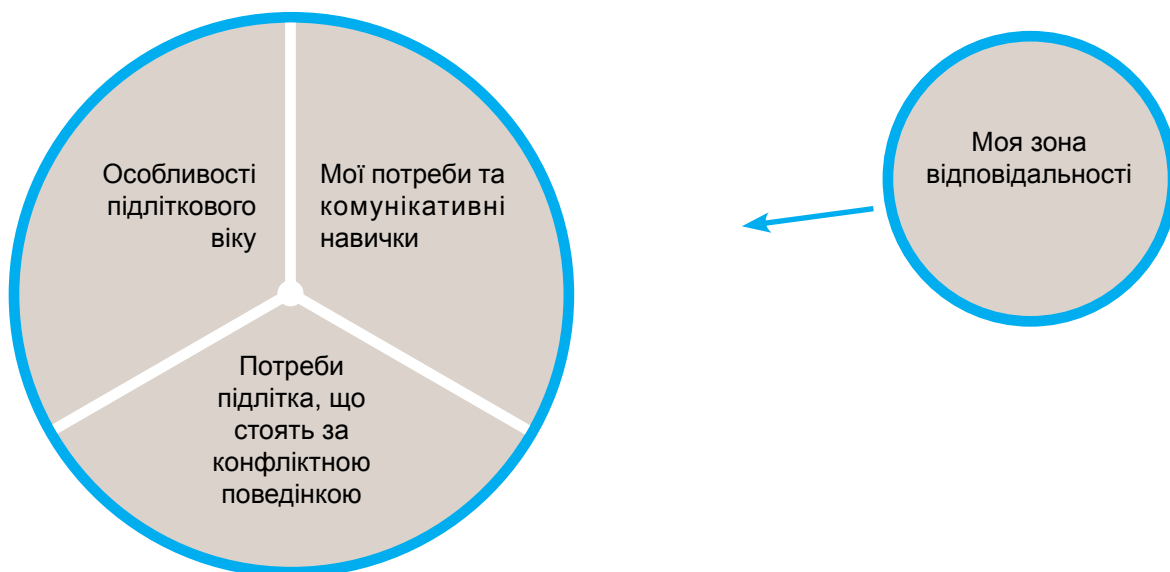 Особливості
підліткового
віку
Мої потреби та
комунікативні
навички
Потреби
підлітка, що
стоять за
конфліктною
поведінкою
Моя зона
відповідальності